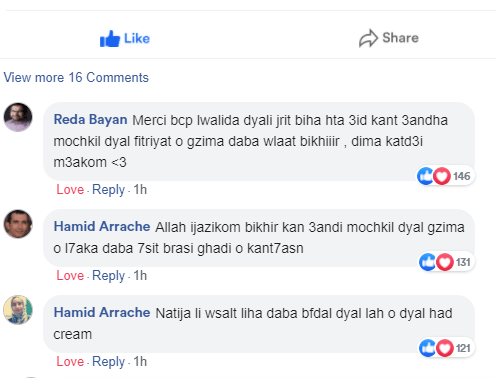 Like
Share
View more 16 Comments
Reda Bayan Merci bcp lwalida dyali jrit biha hta 3id kant 3andha
mochkil dyal fitriyat o gzima daba wlaat bikhiiir , dima katd3i
m3akom <3
146
Love · Reply · 1h
Hamid Arrache Allah ijazikom bikhir kan 3andi mochkil dyal gzima
o l7aka daba 7sit brasi ghadi o kant7asn
131
Love · Reply · 1h
Hamid Arrache Natija li wsalt liha daba bfdal dyal lah o dyal had
cream
121
Love · Reply · 1h